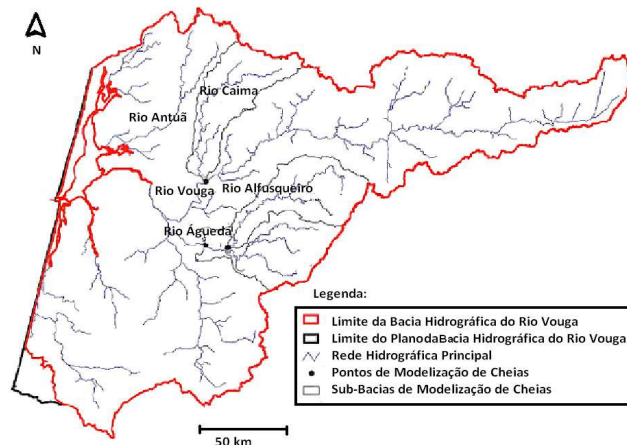 N
Rio Caima
Rio Antuã
Rio Vouga
Rio Alfusqueiro
Rio Águeda
Legenda:
Limite da Bacia Hidrográfica do Rio Vouga
Limite do PlanodaBacia Hidrográfica do Rio Vouga
Rede Hidrográfica Principal
Pontos de Modelização de Cheias
Sub-Bacias de Modelização de Cheias
50 km